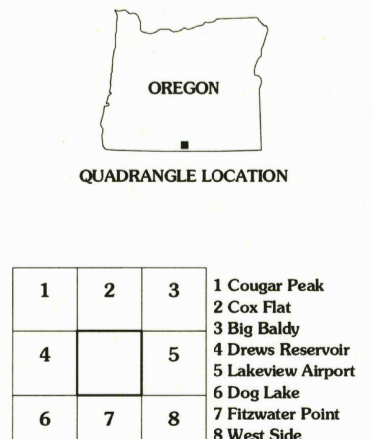 OREGON
QUADRANGLE LOCATION
1 2 3
4 5
6 7 8
1 Cougar Peak
2 Cox Flat
3 Big Baldy
4 Drews Reservoir
5 Lakeview Airport
6 Dog Lake
7 Fitzwater Point
8 West Side